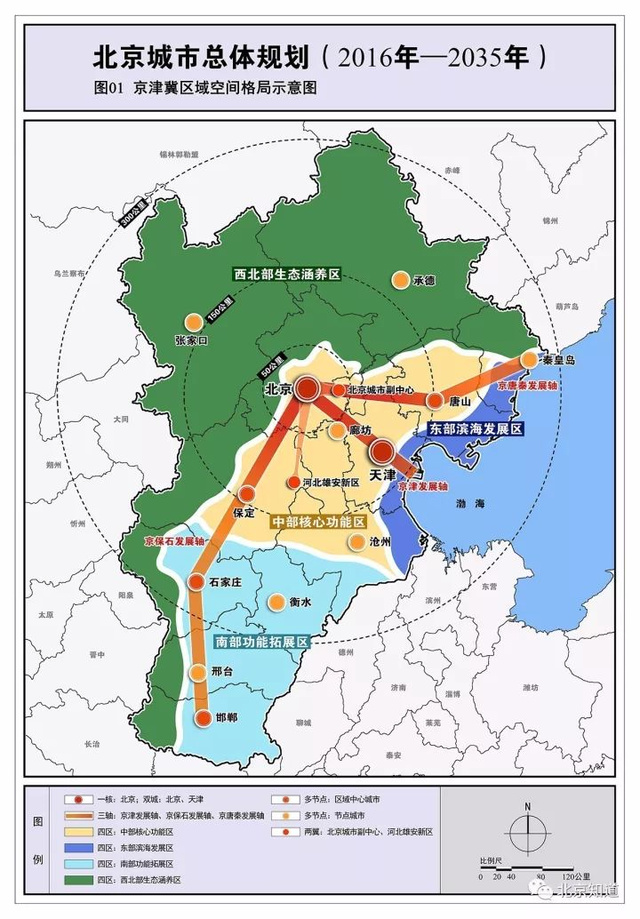 北京城市总体规划（2016年—2035年）
图01 京津冀区域空间格局示意图
锡林郭勒盟
赤峰
300公里
锦州
乌兰察布
西北部生态涵养区
承德
葫芦岛
150公里
张家口
秦皇岛
50公里
北京
北京城市副中心
京唐秦发展轴
唐山
大同
廊坊
东部滨海发展区
天津
朔州
河北雄安新区
京津发展轴
保定
渤海
忻州
中部核心功能区
京保石发展轴
沧州
石家庄
阳泉
衡水
滨州
东营
太原
南部功能拓展区
德州
晋中
邢台
济南
淄博
潍坊
邯郸
聊城
莱芜
长治
泰安
图例
一核：北京；双城：北京、天津
三轴：京津发展轴、京保石发展轴、京唐秦发展轴
四区：中部核心功能区
四区：东部滨海发展区
四区：南部功能拓展区
四区：西北部生态涵养区
多节点：区域中心城市
多节点：节点城市
两翼：北京城市副中心、河北雄安新区
N
比例尺
0 20 40 80 120公里
北京知道